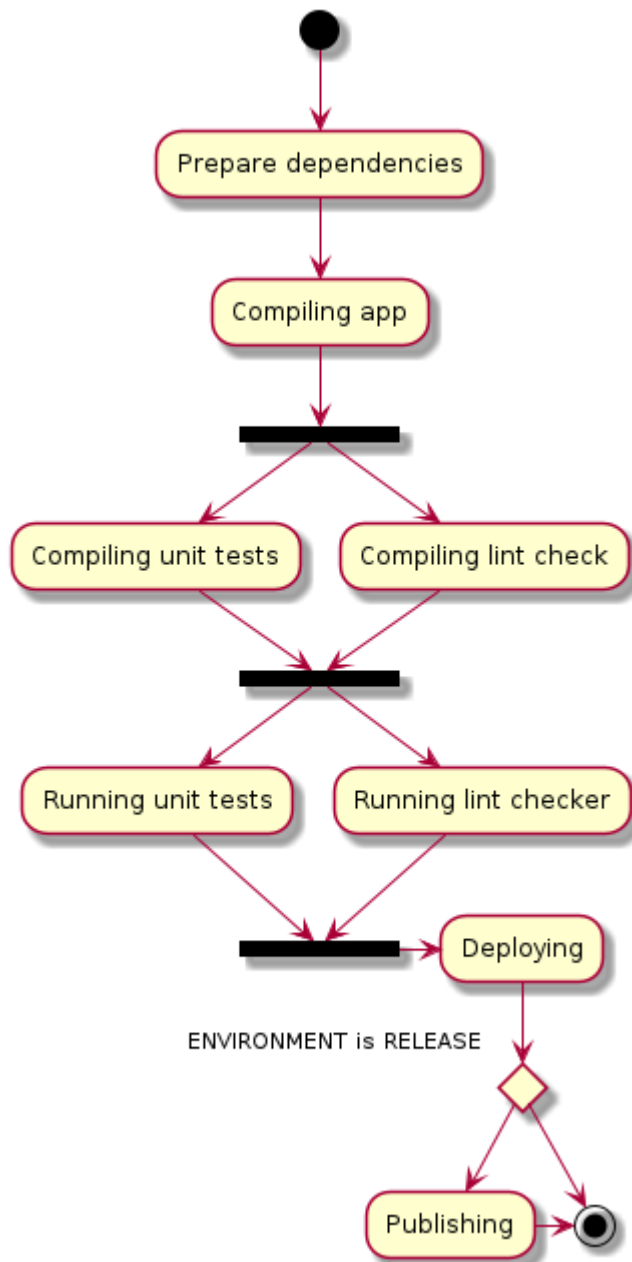 Prepare dependencies
Compiling app
Compiling unit tests
Compiling lint check
Running unit tests
Running lint checker
Deploying
ENVIRONMENT is RELEASE
Publishing